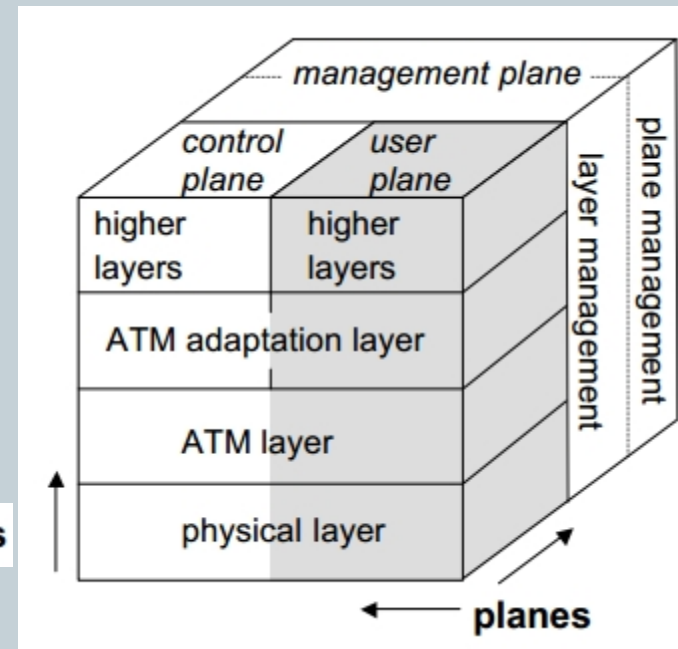 management plane
control
plane
user
plane
higher
layers
higher
layers
ATM adaptation layer
ATM layer
physical layer
layer management
plane management
s
planes